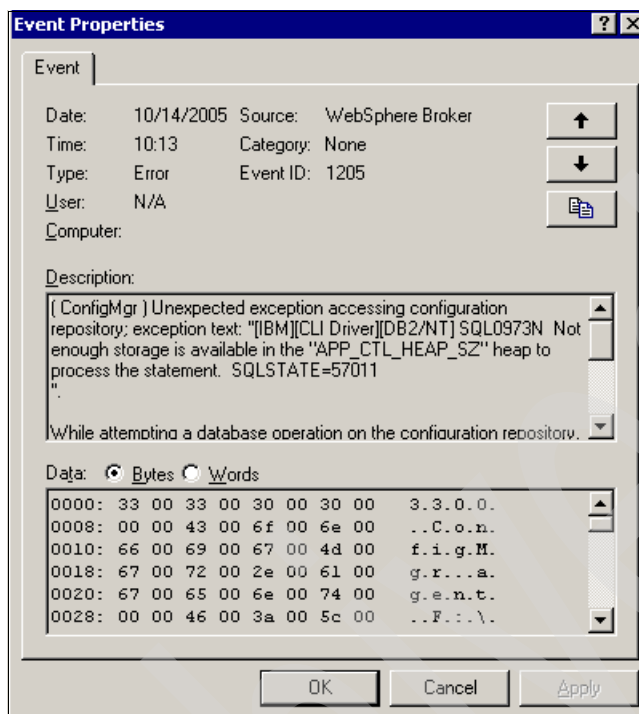 Event Properties
Event
Date: 10/14/2005 Source: WebSphere Broker
Time: 10:13 Category: None
Type: Error Event ID: 1205
User: N/A
Computer:
Description:
( ConfigMgr ) Unexpected exception accessing configuration
repository; exception text: "[IBM][CLI Driver][DB2/NT] SQL0973N Not
enough storage is available in the "APP_CTL_HEAP_SZ" heap to
process the statement. SQLSTATE=57011
".
While attempting a database operation on the configuration repository,
Data: Bytes Words
0000: 33 00 33 00 30 00 30 00 3.3.0.0.
0008: 00 00 43 00 6f 00 6e 00 ..C.o.n.
0010: 66 00 69 00 67 00 4d 00 f.i.g.M.
0018: 67 00 72 00 2e 00 61 00 g.r...a.
0020: 67 00 65 00 6e 00 74 00 g.e.n.t.
0028: 00 00 46 00 3a 00 5c 00 ..F.:.\.
OK Cancel Apply